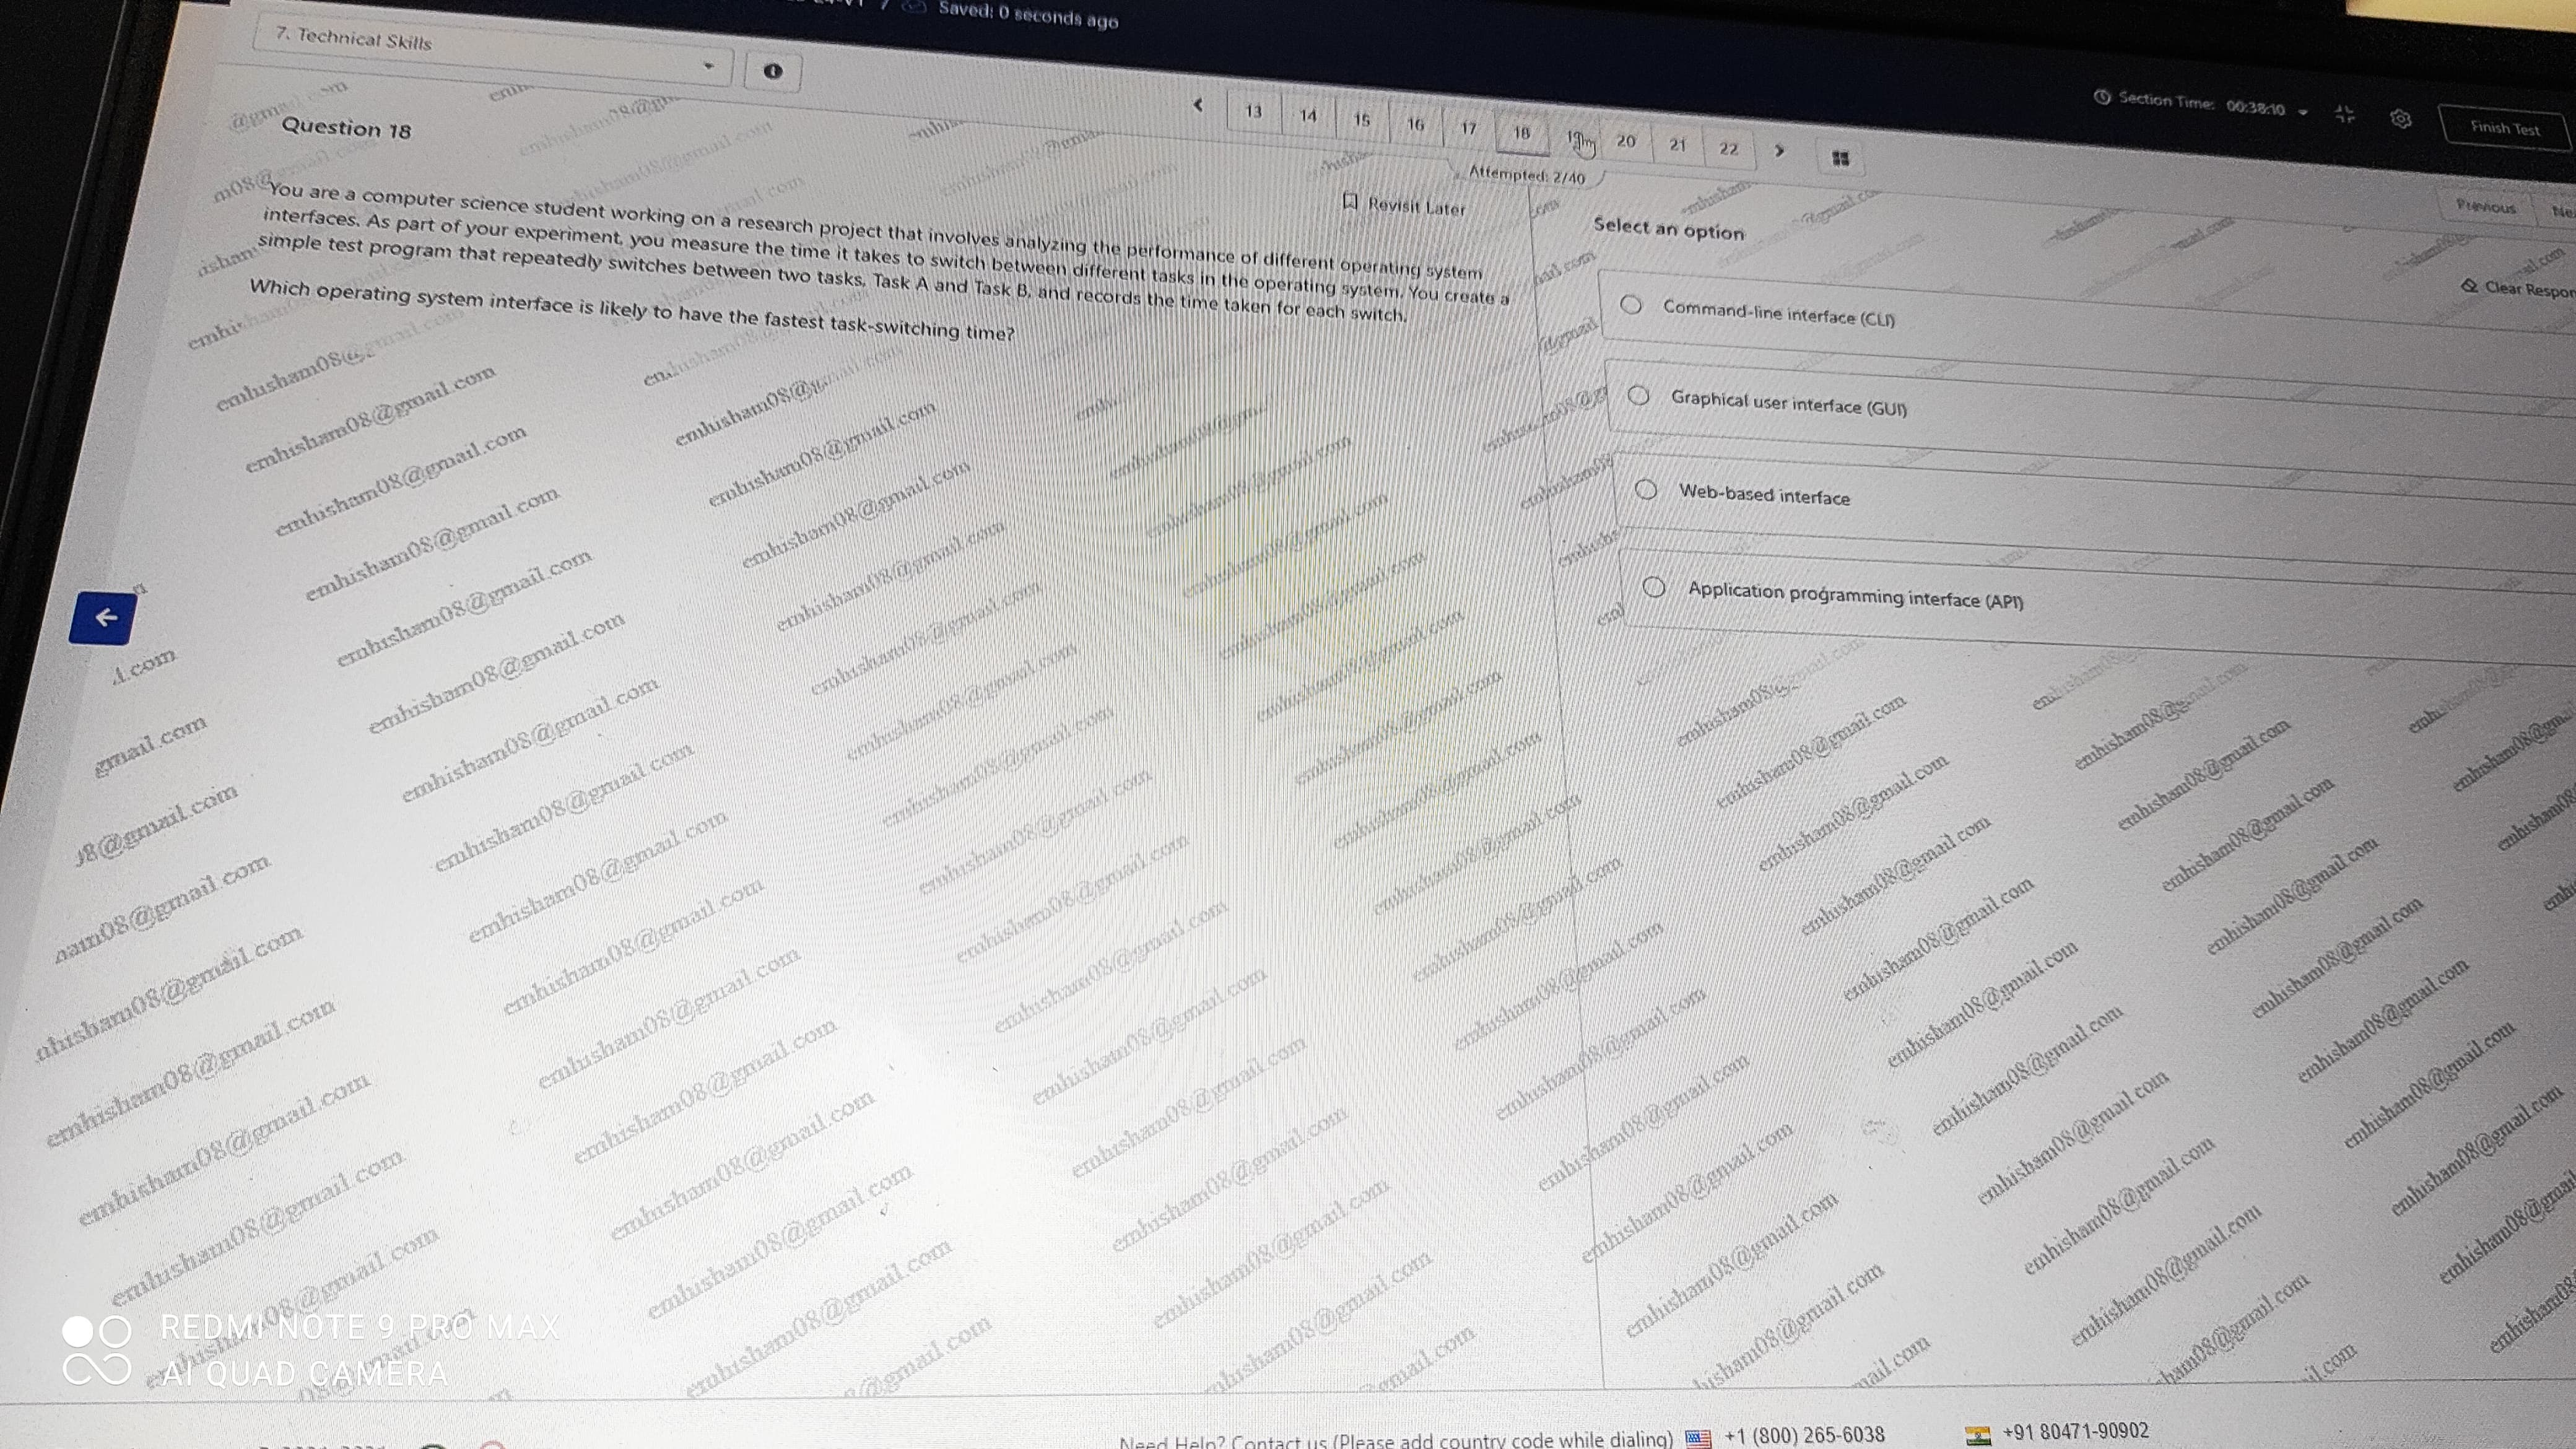 Saved: 0 seconds ago
7. Technical Skills
Section Time: 00:38:10
Finish Test
13 14 15 16 17 18 20 21 22
Attempted: 2/40
Previous
Question 18
Revisit Later
You are a computer science student working on a research project that involves analyzing the performance of different operating system
interfaces. As part of your experiment, you measure the time it takes to switch between different tasks in the operating system. You create a
simple test program that repeatedly switches between two tasks, Task A and Task B, and records the time taken for each switch.
Which operating system interface is likely to have the fastest task-switching time?
Select an option
Clear Respon
Command-line interface (CLI)
Graphical user interface (GUI)
Web-based interface
Application programming interface (API)
emhisham08@gmail.com
REDMI NOTE 9 PRO MAX
AI QUAD CAMERA
Need Help? Contact us (Please add country code while dialing) +1 (800) 265-6038 +91 80471-90902